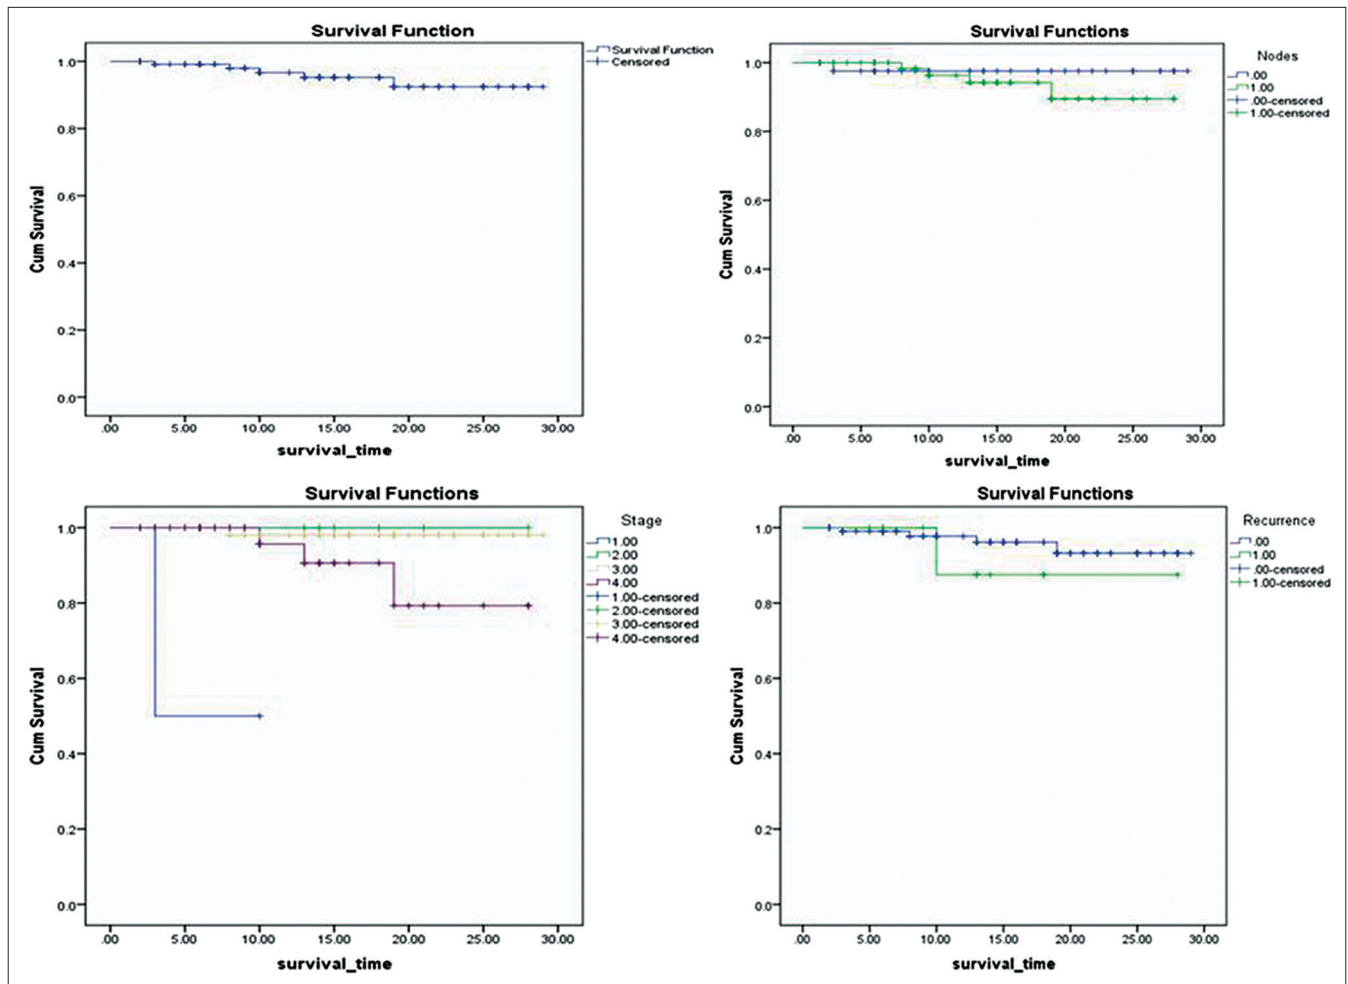 Survival Function
Survival Function
Censored
1.0
0.8
0.6
0.4
0.2
0.0
Cum Survival
.00 5.00 10.00 15.00 20.00 25.00 30.00
survival_time
Survival Functions
Nodes
.00
1.00
.00-censored
1.00-censored
1.0
0.8
0.6
0.4
0.2
0.0
Cum Survival
.00 5.00 10.00 15.00 20.00 25.00 30.00
survival_time
Survival Functions
Stage
1.00
2.00
3.00
4.00
1.00-censored
2.00-censored
3.00-censored
4.00-censored
1.0
0.8
0.6
0.4
0.2
0.0
Cum Survival
.00 5.00 10.00 15.00 20.00 25.00 30.00
survival_time
Survival Functions
Recurrence
.00
1.00
.00-censored
1.00-censored
1.0
0.8
0.6
0.4
0.2
0.0
Cum Survival
.00 5.00 10.00 15.00 20.00 25.00 30.00
survival_time